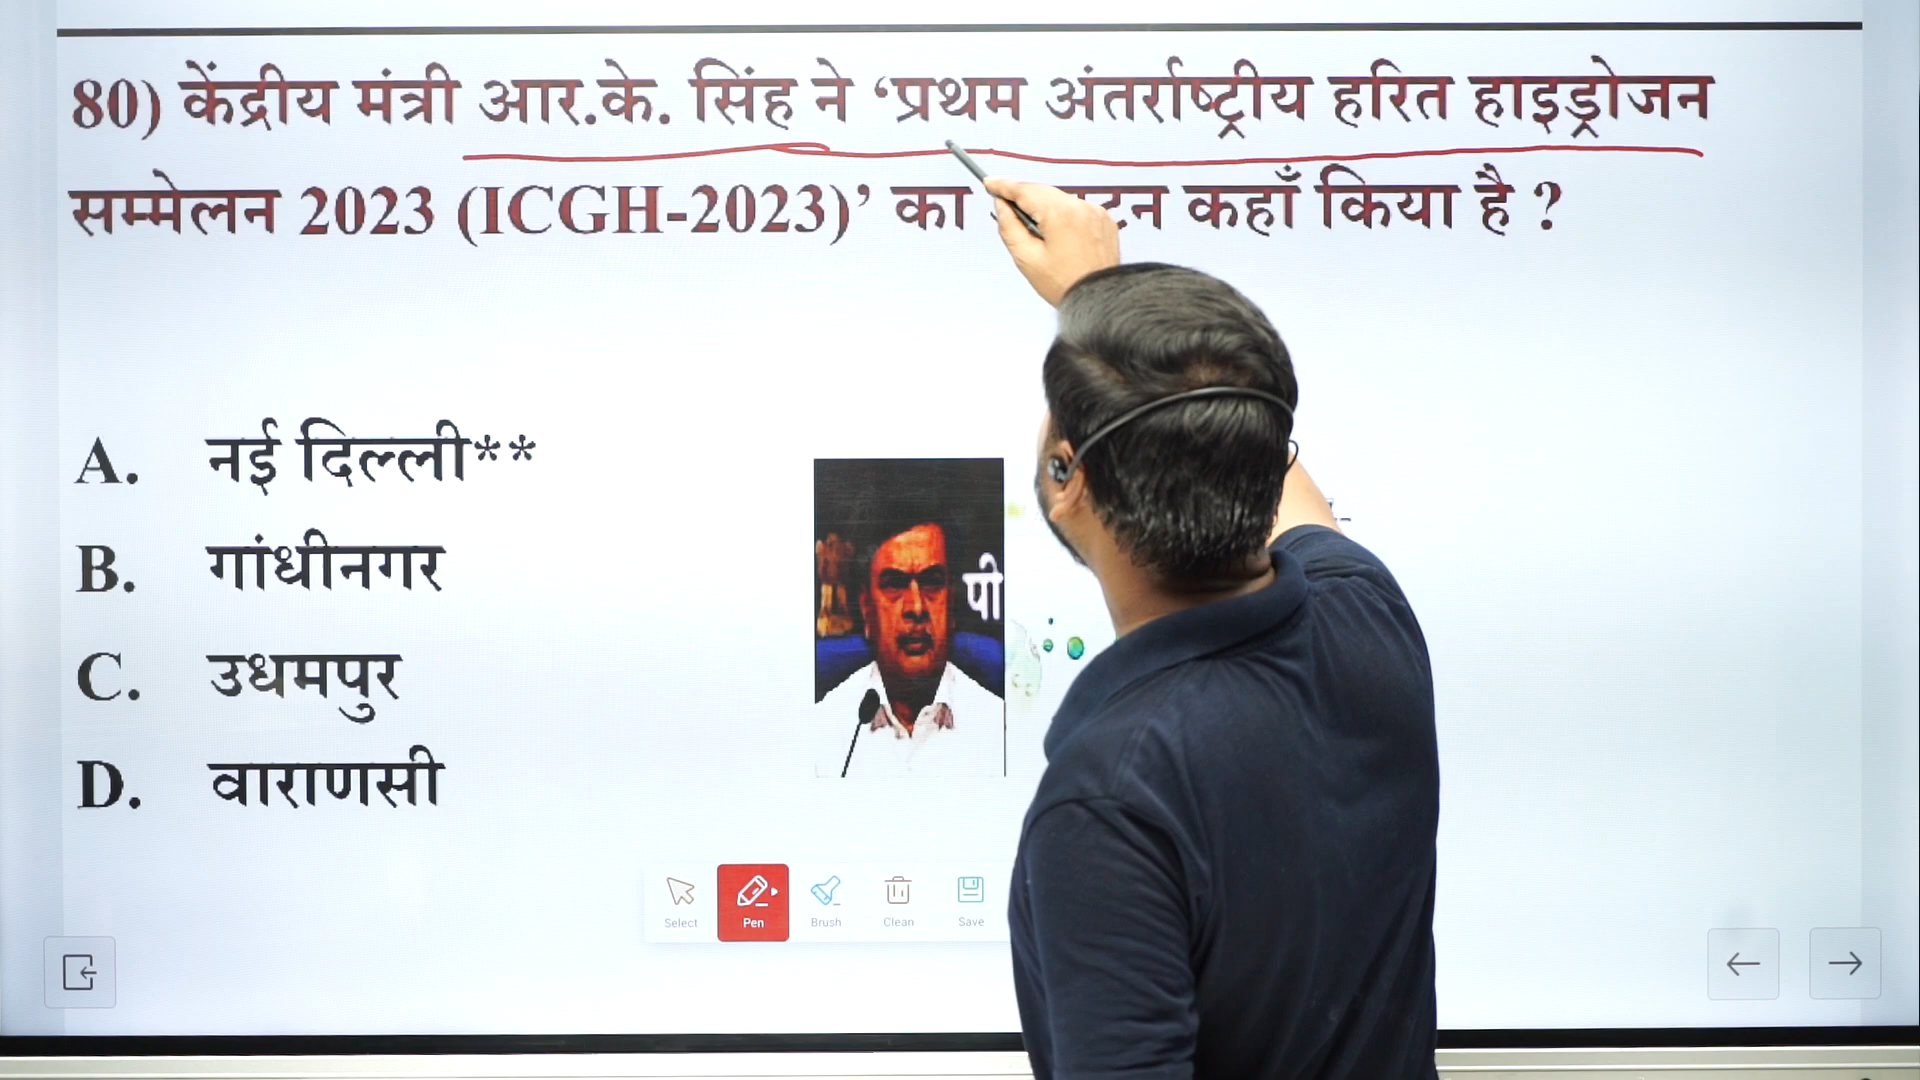 80) केंद्रीय मंत्री आर.के. सिंह ने ‘प्रथम अंतर्राष्ट्रीय हरित हाइड्रोजन
सम्मेलन 2023 (ICGH-2023)’ का कहाँ किया है ?
A. नई दिल्ली**
B. गांधीनगर
C. उधमपुर
D. वाराणसी
पी
Select Pen Brush Clean Save